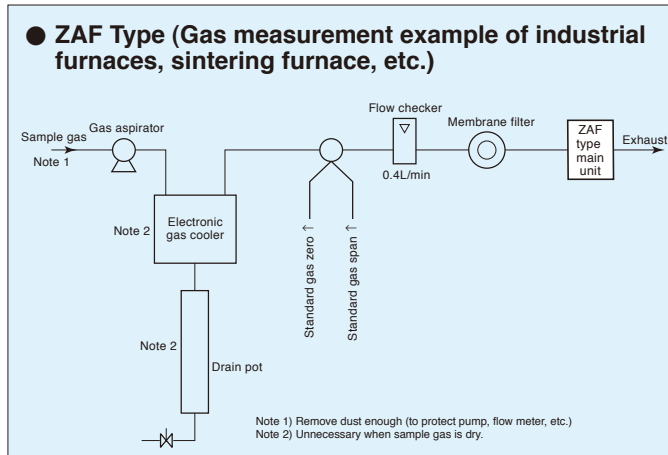 ● ZAF Type (Gas measurement example of industrial
furnaces, sintering furnace, etc.)
Sample gas
Note 1
Gas aspirator
Note 2
Electronic
gas cooler
Note 2
Drain pot
Standard gas zero ↑
Standard gas span ↑
Flow checker
0.4L/min
Membrane filter
ZAF
type
main
unit
Exhaust
Note 1) Remove dust enough (to protect pump, flow meter, etc.)
Note 2) Unnecessary when sample gas is dry.